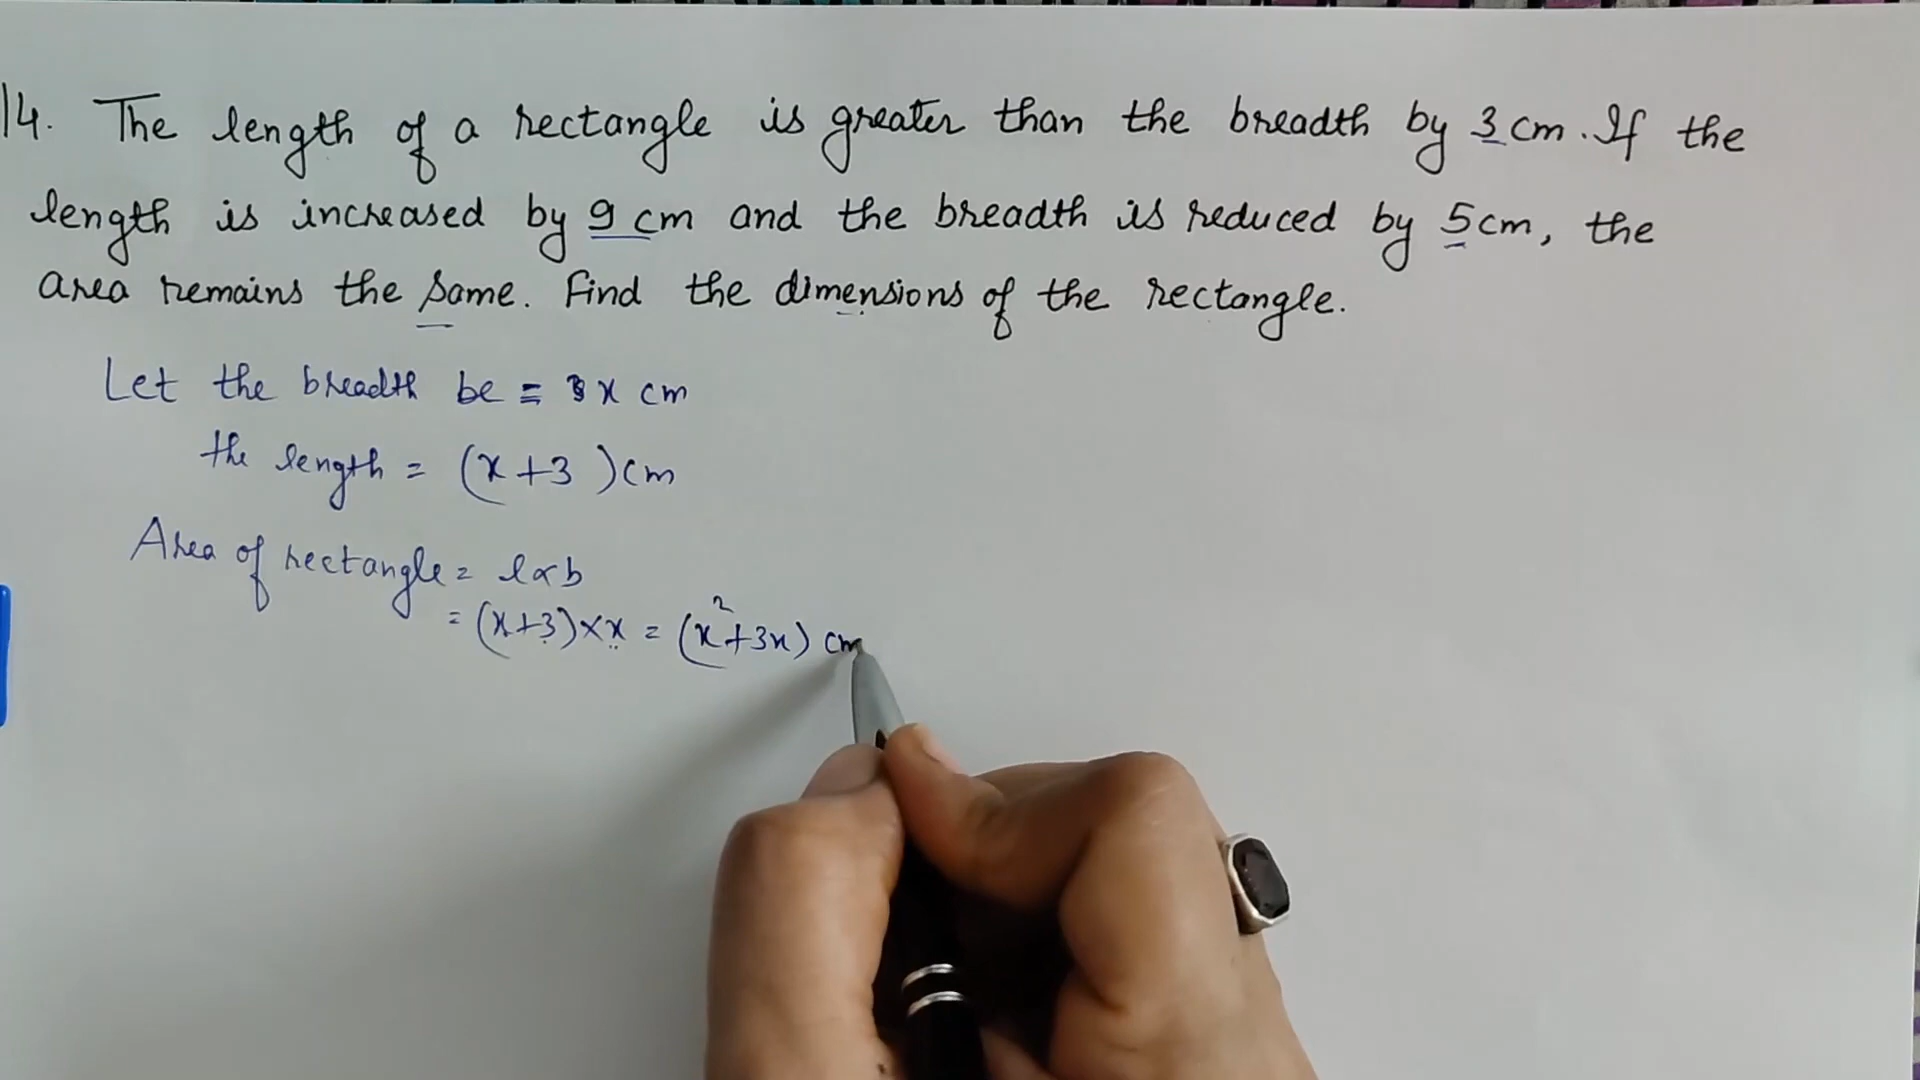 14. The length of a rectangle is greater than the breadth by 3 cm. If the
length is increased by 9 cm and the breadth is reduced by 5 cm, the
area remains the same. Find the dimensions of the rectangle.
Let the breadth be = x cm
the length = (x+3) cm
Area of rectangle = l×b
= (x+3)×x = (x²+3x) cm